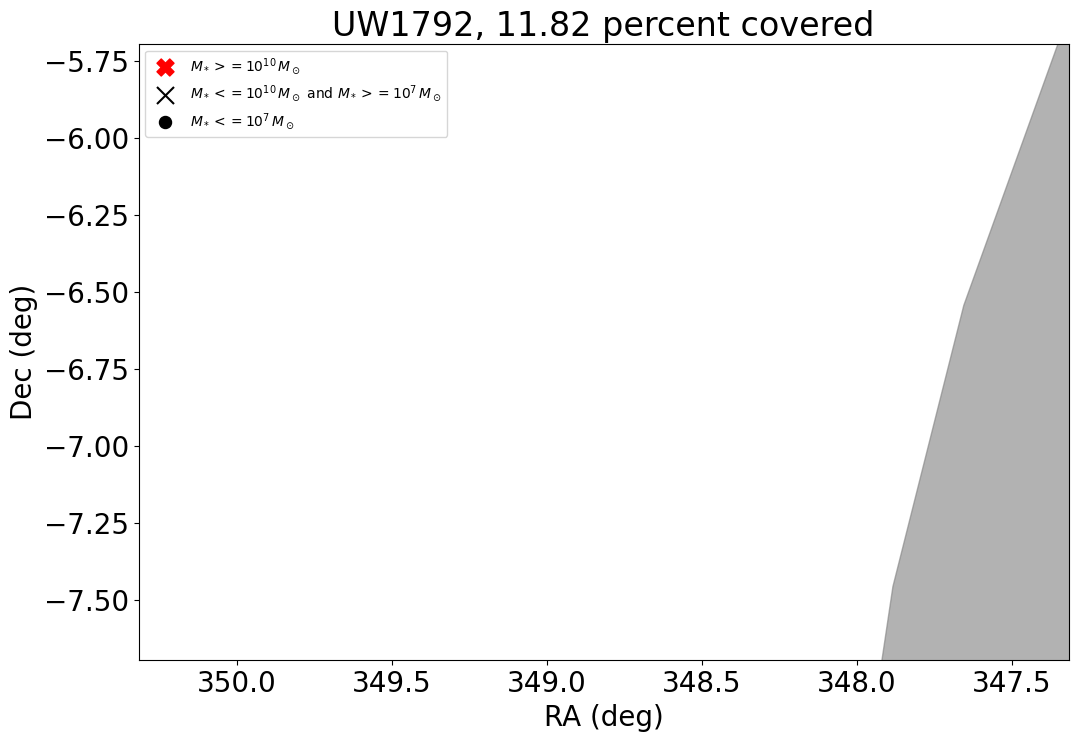 UW1792, 11.82 percent covered
M* >= 10^10 M⊙
M* <= 10^10 M⊙ and M* >= 10^7 M⊙
M* <= 10^7 M⊙
−5.75
−6.00
−6.25
−6.50
−6.75
−7.00
−7.25
−7.50
Dec (deg)
350.0 349.5 349.0 348.5 348.0 347.5
RA (deg)